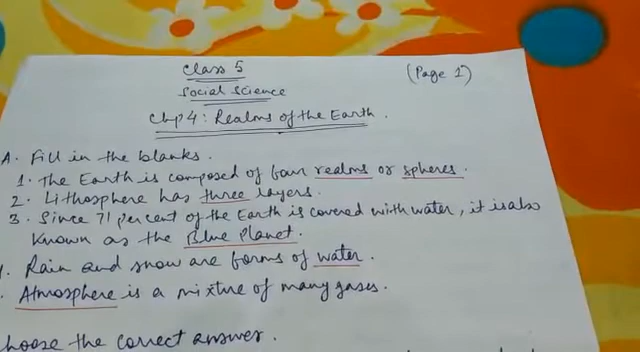 Class 5
(Page 1)
Social Science
Chp 4: Realms of the Earth.
A. Fill in the blanks.
1. The Earth is composed of four realms or spheres.
2. Lithosphere has three layers.
3. Since 71 percent of the Earth is covered with water, it is also
known as the Blue Planet.
. Rain and snow are forms of water.
. Atmosphere is a mixture of many gases.
hoose the correct answer.